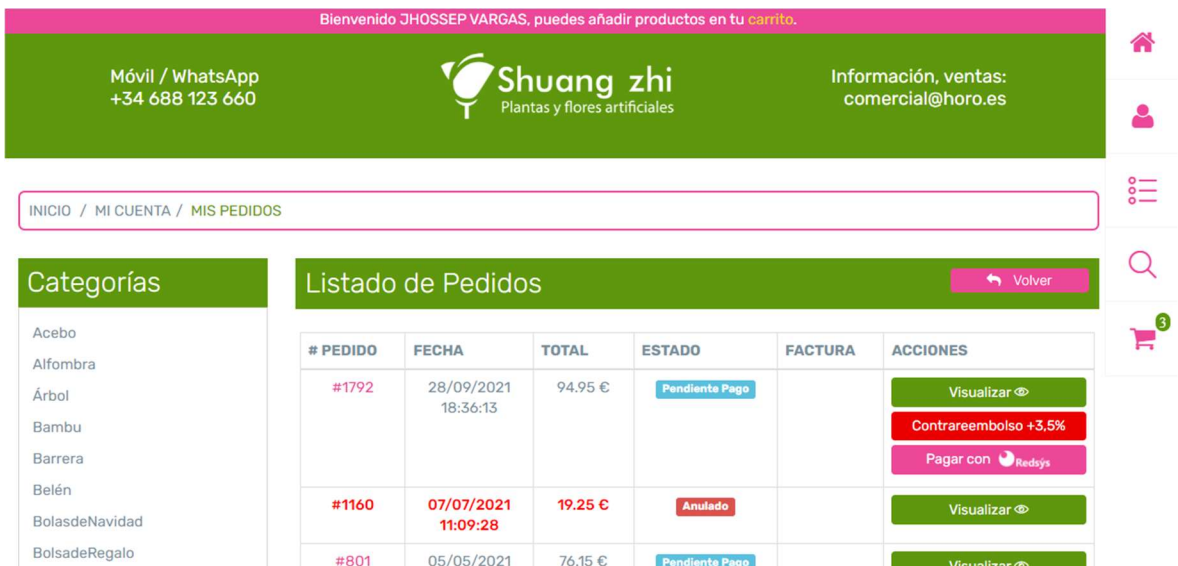 Bienvenido JHOSSEP VARGAS, puedes añadir productos en tu carrito.
Móvil / WhatsApp
+34 688 123 660
Shuang zhi
Plantas y flores artificiales
Información, ventas:
comercial@horo.es
INICIO / MI CUENTA / MIS PEDIDOS
3
Categorías
Acebo
Alfombra
Árbol
Bambu
Barrera
Belén
BolasdeNavidad
BolsadeRegalo
Listado de Pedidos
Volver
# PEDIDO FECHA TOTAL ESTADO FACTURA ACCIONES
#1792 28/09/2021 94.95 € Pendiente Pago Visualizar
18:36:13
Contrareembolso +3,5%
Pagar con Redsýs
#1160 07/07/2021 19.25 € Anulado Visualizar
11:09:28
#801 05/05/2021 76.15 € Pendiente Pago Visualizar